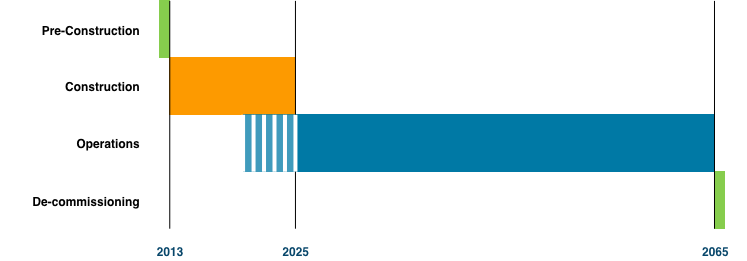 Pre-Construction
Construction
Operations
De-commissioning
2013 2025 2065